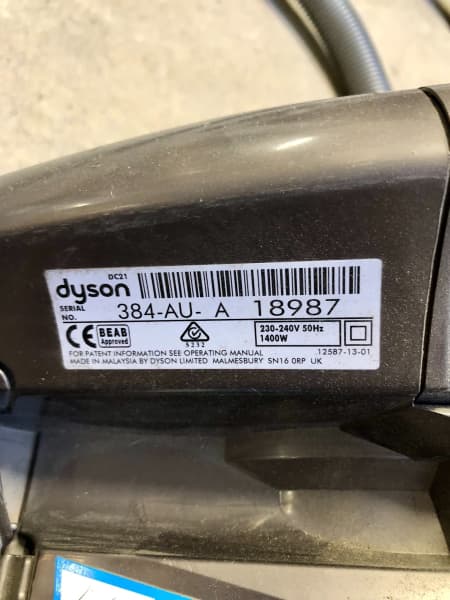 DC21
dyson
SERIAL NO. 384-AU- A 18987
CE BEAB Approved
5232
230-240V 50Hz
1400W
FOR PATENT INFORMATION SEE OPERATING MANUAL 12587-13-01
MADE IN MALAYSIA BY DYSON LIMITED MALMESBURY SN16 0RP UK